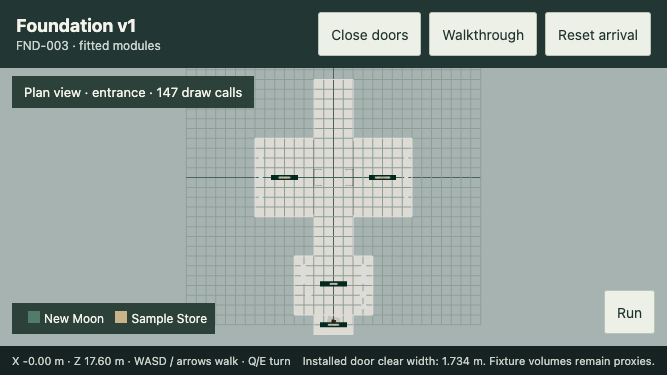 Foundation v1
FND-003 · fitted modules
Close doors
Walkthrough
Reset arrival
Plan view · entrance · 147 draw calls
New Moon
Sample Store
Run
X -0.00 m · Z 17.60 m · WASD / arrows walk · Q/E turn
Installed door clear width: 1.734 m. Fixture volumes remain proxies.